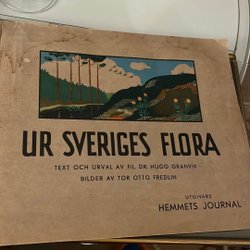 UR SVERIGES FLORA
TEXT OCH URVAL AV FIL. DR HUGO GRANVIK —
BILDER AV TOR OTTO FREDLIN
UTGIVARE
HEMMETS JOURNAL